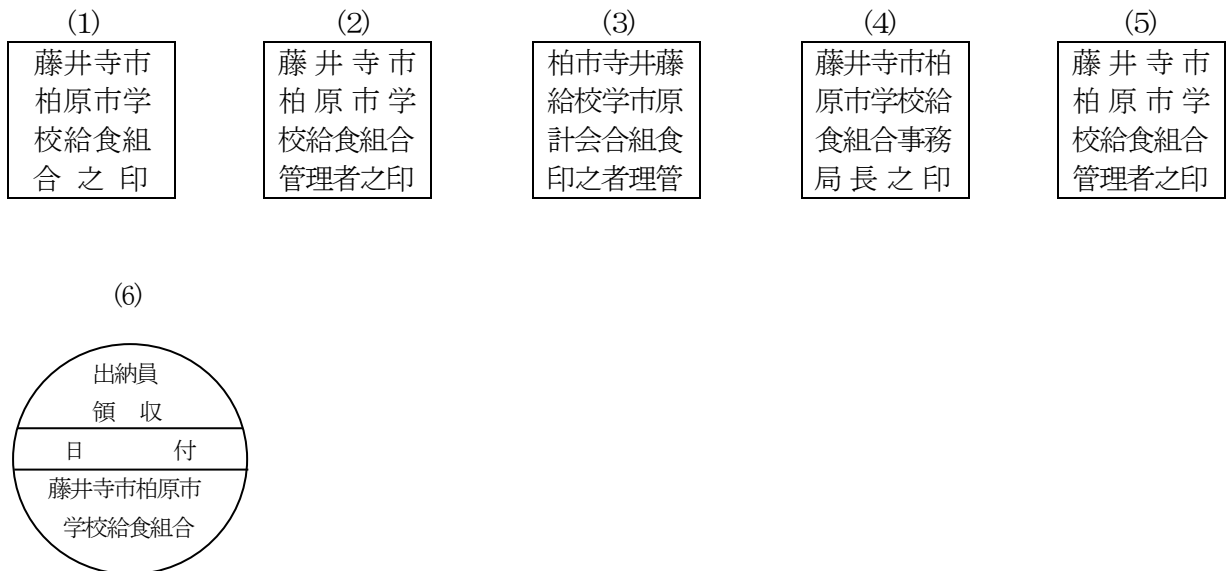 (1)
藤井寺市
柏原市学
校給食組
合之印
(2)
藤井寺市
柏原市学
校給食組合
管理者之印
(3)
柏市寺井藤
給校学市原
計会合組食
印之者理管
(4)
藤井寺市柏
原市学校給
食組合事務
局長之印
(5)
藤井寺市
柏原市学
校給食組合
管理者之印
(6)
出納員
領 収
日 付
藤井寺市柏原市
学校給食組合